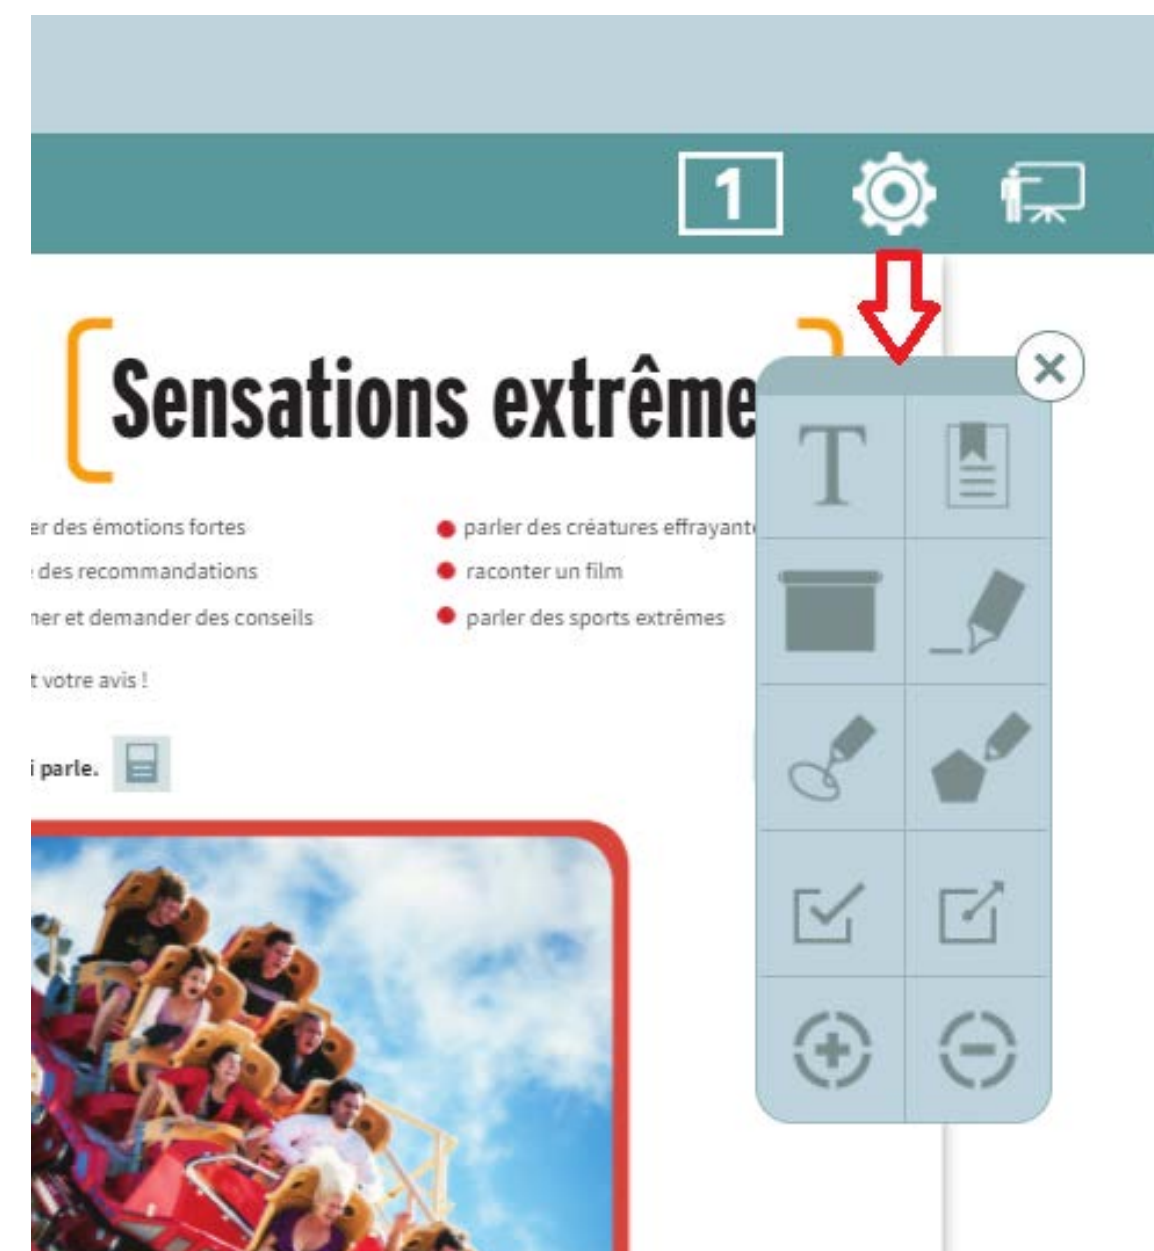 1
Sensations extrême
er des émotions fortes
des recommandations
ner et demander des conseils
t votre avis !
parler des créatures effrayant
raconter un film
parler des sports extrêmes
i parle.
T